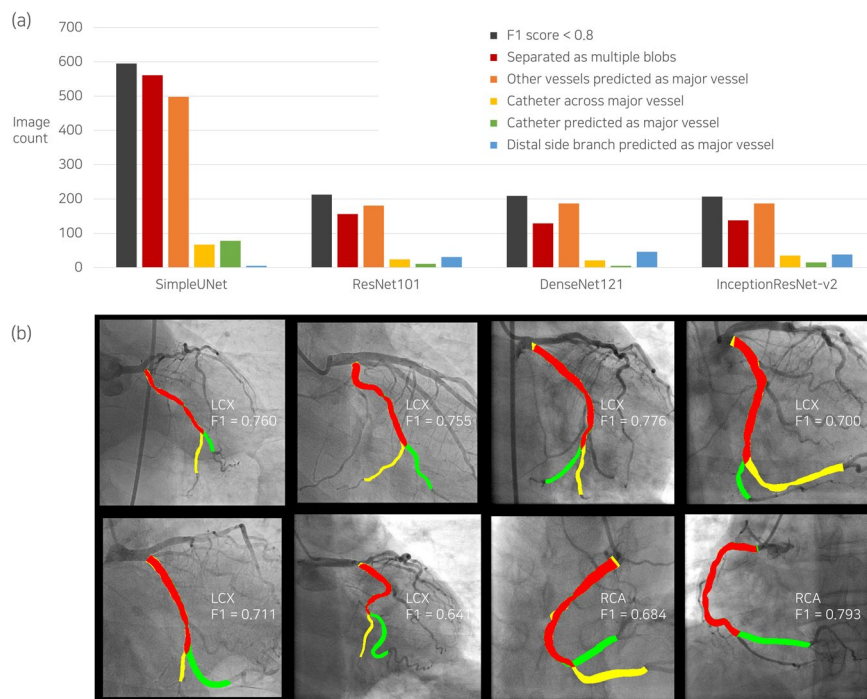 (a)
700
600
500
400
300
200
100
0
Image
count
F1 score < 0.8
Separated as multiple blobs
Other vessels predicted as major vessel
Catheter across major vessel
Catheter predicted as major vessel
Distal side branch predicted as major vessel
SimpleUNet
ResNet101
DenseNet121
InceptionResNet-v2
(b)
LCX
F1 = 0.760
LCX
F1 = 0.755
LCX
F1 = 0.776
LCX
F1 = 0.700
LCX
F1 = 0.711
LCX
F1 = 0.641
RCA
F1 = 0.684
RCA
F1 = 0.793